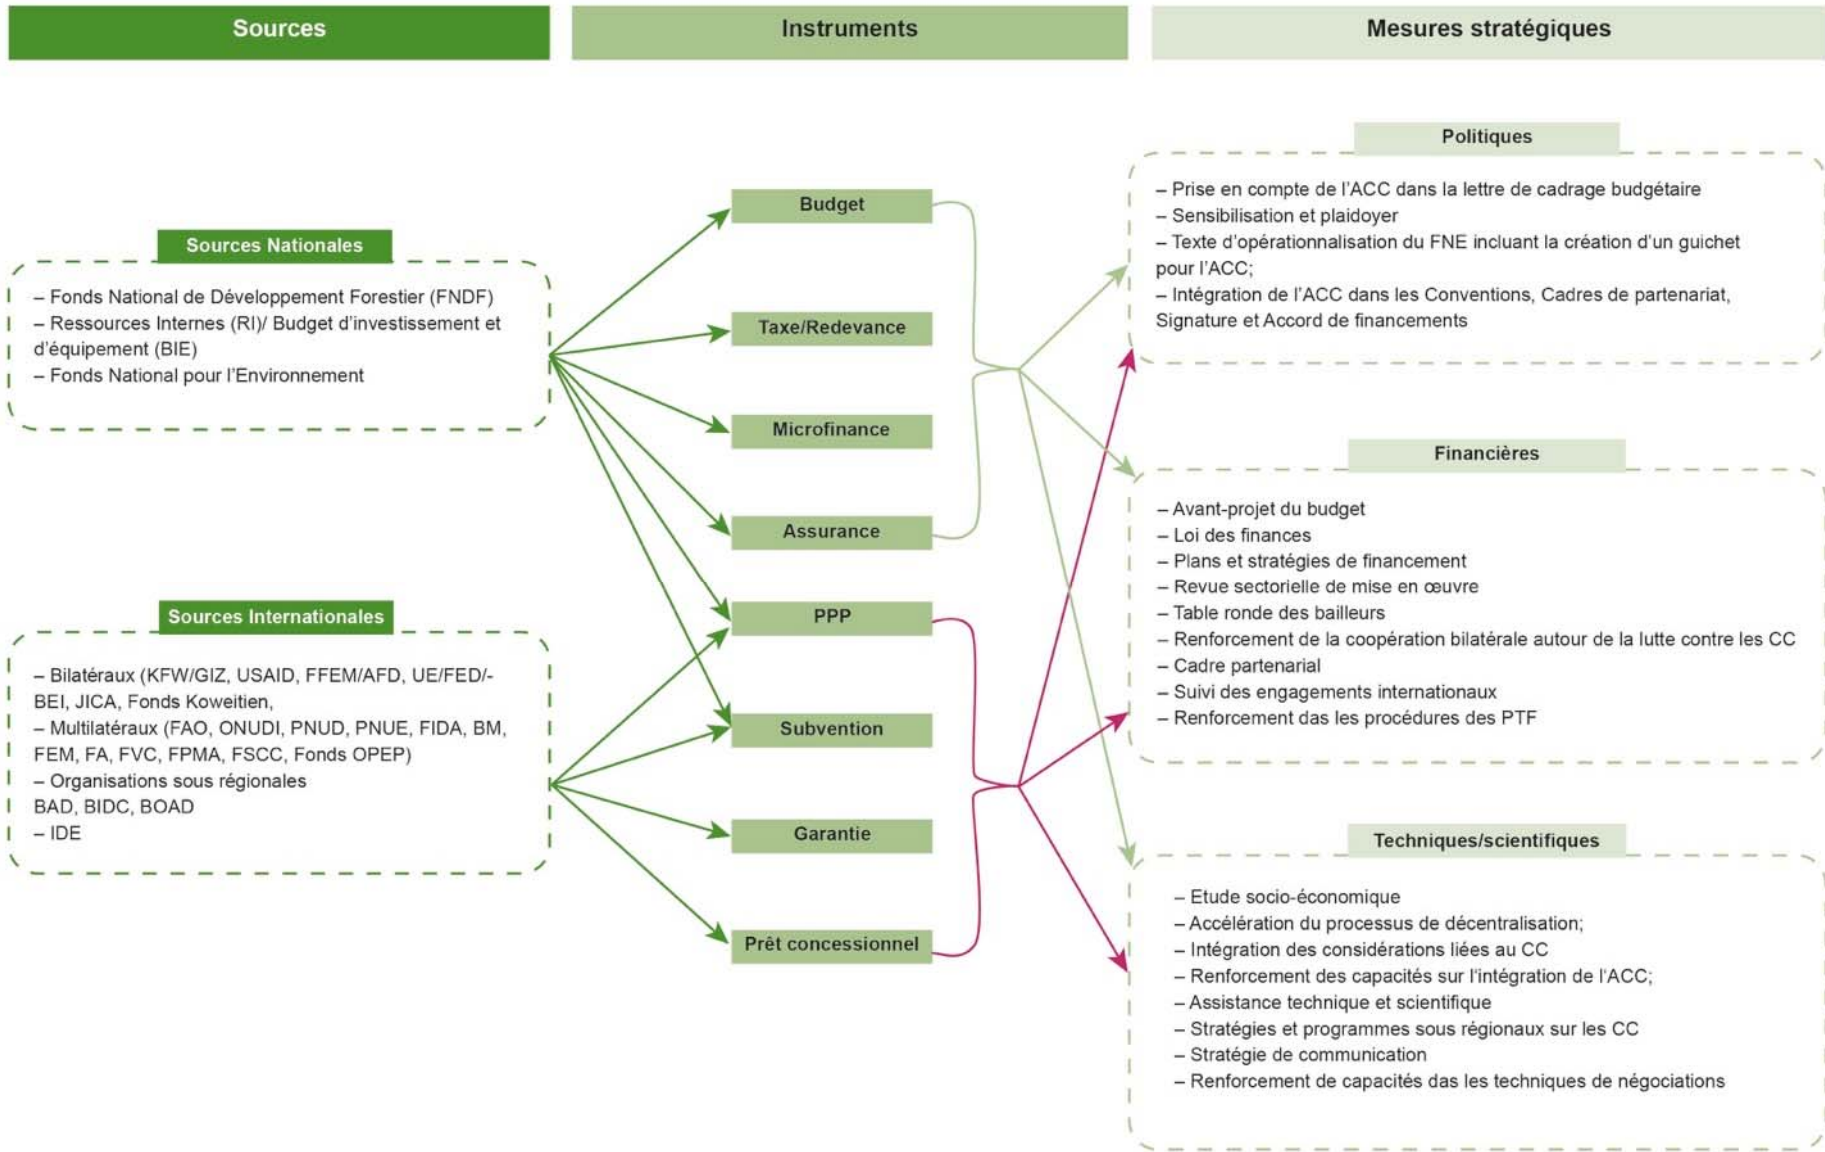 Sources
Instruments
Mesures stratégiques
Sources Nationales
– Fonds National de Développement Forestier (FNDF)
– Ressources Internes (RI)/ Budget d'investissement et
d'équipement (BIE)
– Fonds National pour l'Environnement
Sources Internationales
– Bilatéraux (KFW/GIZ, USAID, FFEM/AFD, UE/FED/-
BEI, JICA, Fonds Koweitien,
– Multilatéraux (FAO, ONUDI, PNUD, PNUE, FIDA, BM,
FEM, FA, FVC, FPMA, FSCC, Fonds OPEP)
– Organisations sous régionales
BAD, BIDC, BOAD
– IDE
Budget
Taxe/Redevance
Microfinance
Assurance
PPP
Subvention
Garantie
Prêt concessionnel
Politiques
– Prise en compte de l'ACC dans la lettre de cadrage budgétaire
– Sensibilisation et plaidoyer
– Texte d'opérationnalisation du FNE incluant la création d'un guichet
pour l'ACC;
– Intégration de l'ACC dans les Conventions, Cadres de partenariat,
Signature et Accord de financements
Financières
– Avant-projet du budget
– Loi des finances
– Plans et stratégies de financement
– Revue sectorielle de mise en œuvre
– Table ronde des bailleurs
– Renforcement de la coopération bilatérale autour de la lutte contre les CC
– Cadre partenarial
– Suivi des engagements internationaux
– Renforcement das les procédures des PTF
Techniques/scientifiques
– Etude socio-économique
– Accélération du processus de décentralisation;
– Intégration des considérations liées au CC
– Renforcement des capacités sur l'intégration de l'ACC;
– Assistance technique et scientifique
– Stratégies et programmes sous régionaux sur les CC
– Stratégie de communication
– Renforcement de capacités das les techniques de négociations